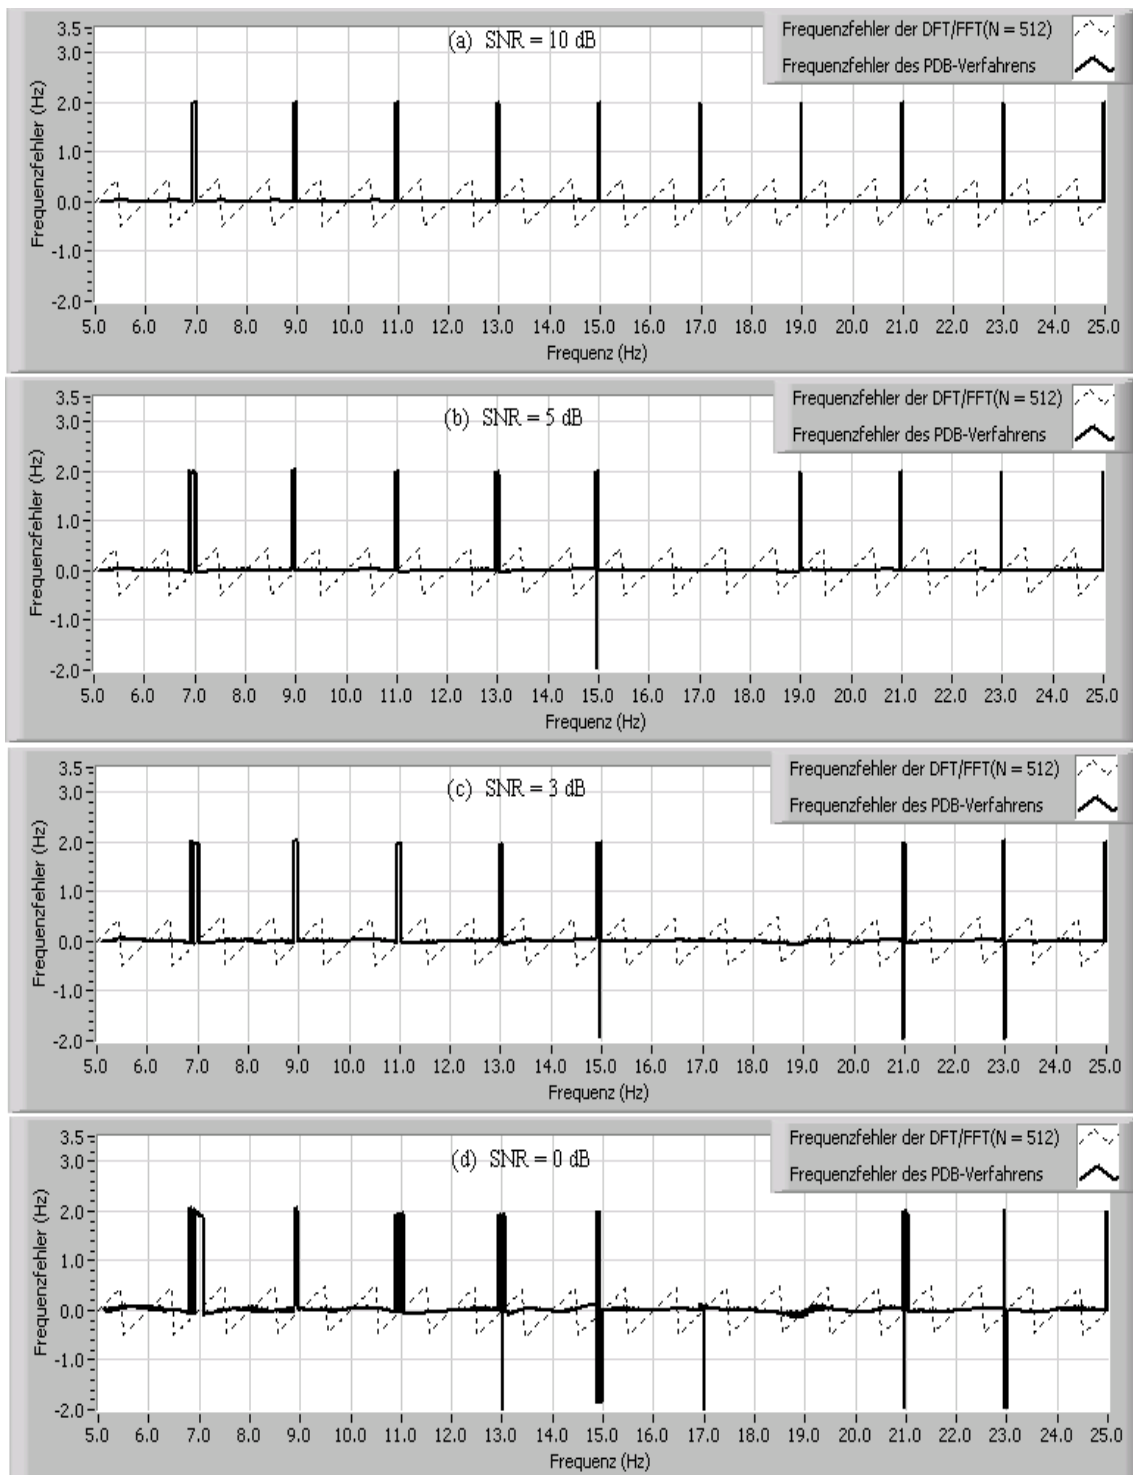 (a) SNR = 10 dB
Frequenzfehler der DFT/FFT(N = 512)
Frequenzfehler des PDB-Verfahrens
Frequenzfehler (Hz)
3.5
3.0
2.0
1.0
0.0
-1.0
-2.0
5.0 6.0 7.0 8.0 9.0 10.0 11.0 12.0 13.0 14.0 15.0 16.0 17.0 18.0 19.0 20.0 21.0 22.0 23.0 24.0 25.0
Frequenz (Hz)
(b) SNR = 5 dB
Frequenzfehler der DFT/FFT(N = 512)
Frequenzfehler des PDB-Verfahrens
Frequenzfehler (Hz)
3.5
3.0
2.0
1.0
0.0
-1.0
-2.0
5.0 6.0 7.0 8.0 9.0 10.0 11.0 12.0 13.0 14.0 15.0 16.0 17.0 18.0 19.0 20.0 21.0 22.0 23.0 24.0 25.0
Frequenz (Hz)
(c) SNR = 3 dB
Frequenzfehler der DFT/FFT(N = 512)
Frequenzfehler des PDB-Verfahrens
Frequenzfehler (Hz)
3.5
3.0
2.0
1.0
0.0
-1.0
-2.0
5.0 6.0 7.0 8.0 9.0 10.0 11.0 12.0 13.0 14.0 15.0 16.0 17.0 18.0 19.0 20.0 21.0 22.0 23.0 24.0 25.0
Frequenz (Hz)
(d) SNR = 0 dB
Frequenzfehler der DFT/FFT(N = 512)
Frequenzfehler des PDB-Verfahrens
Frequenzfehler (Hz)
3.5
3.0
2.0
1.0
0.0
-1.0
-2.0
5.0 6.0 7.0 8.0 9.0 10.0 11.0 12.0 13.0 14.0 15.0 16.0 17.0 18.0 19.0 20.0 21.0 22.0 23.0 24.0 25.0
Frequenz (Hz)